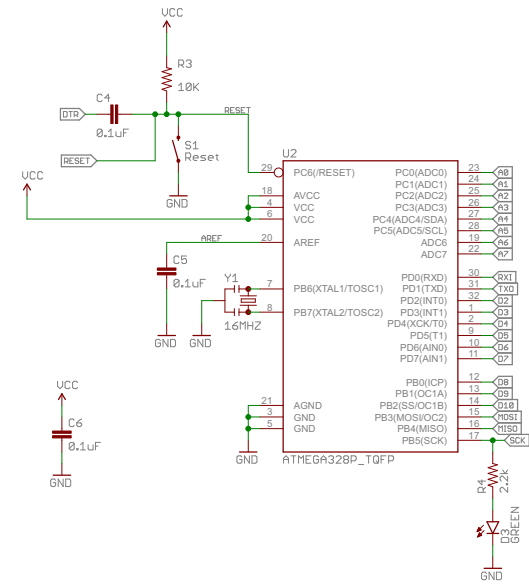 VCC
R3
10K
C4
DTR
0.1uF
RESET
RESET
S1
Reset
GND
VCC
U2
29 PC6(/RESET) PC0(ADC0) 23 A0
PC1(ADC1) 24 A1
18 AVCC PC2(ADC2) 25 A2
4 VCC PC3(ADC3) 26 A3
6 VCC PC4(ADC4/SDA) 27 A4
PC5(ADC5/SCL) 28 A5
AREF 20 AREF ADC6 19 A6
ADC7 22 A7
C5
0.1uF
GND
Y1
16MHZ
GND
7 PB6(XTAL1/TOSC1) PD0(RXD) 30 RXI
PD1(TXD) 31 TXO
PD2(INT0) 32 D2
8 PB7(XTAL2/TOSC2) PD3(INT1) 1 D3
PD4(XCK/T0) 2 D4
PD5(T1) 9 D5
PD6(AIN0) 10 D6
PD7(AIN1) 11 D7
PB0(ICP) 12 D8
PB1(OC1A) 13 D9
21 AGND PB2(SS/OC1B) 14 D10
3 GND PB3(MOSI/OC2) 15 MOSI
5 GND PB4(MISO) 16 MISO
PB5(SCK) 17 SCK
GND
ATMEGA328P_TQFP
VCC
C6
0.1uF
GND
R4
2.2k
D3
GREEN
GND